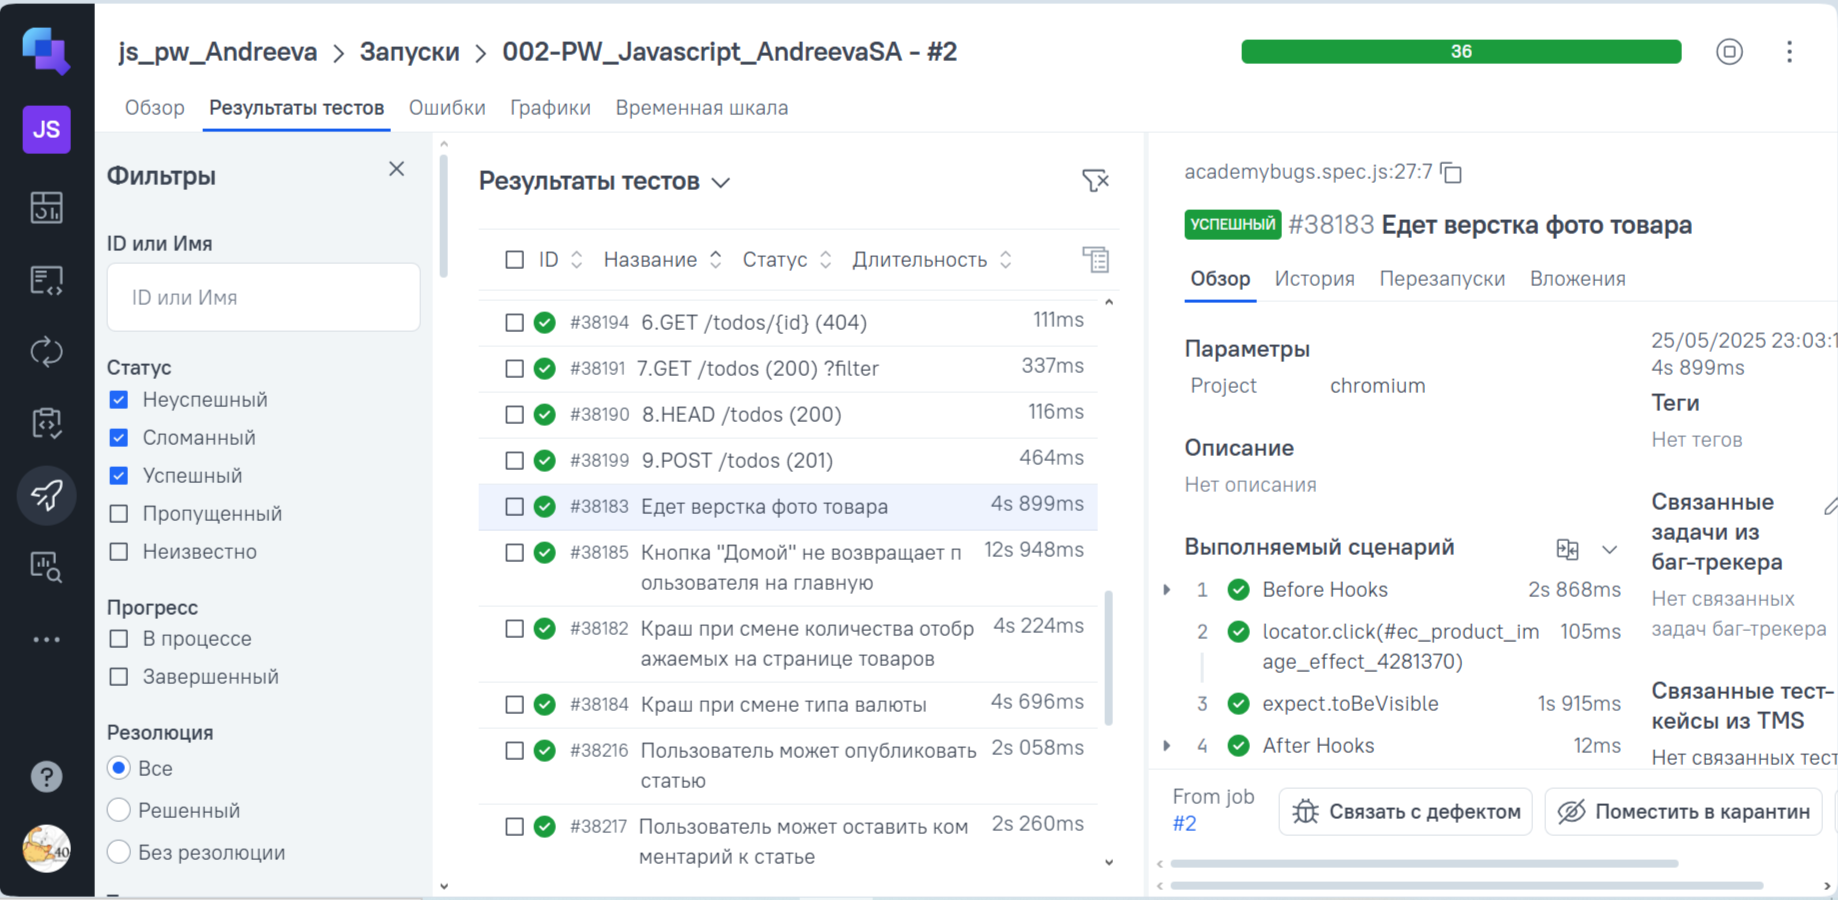 js_pw_Andreeva > Запуски > 002-PW_Javascript_AndreevaSA - #2
36
JS
Обзор Результаты тестов Ошибки Графики Временная шкала
Фильтры
ID или Имя
ID или Имя
Статус
Неуспешный
Сломанный
Успешный
Пропущенный
Неизвестно
Прогресс
В процессе
Завершенный
Резолюция
Все
Решенный
Без резолюции
40
Результаты тестов
ID Название Статус Длительность
#38194 6.GET /todos/{id} (404) 111ms
#38191 7.GET /todos (200) ?filter 337ms
#38190 8.HEAD /todos (200) 116ms
#38199 9.POST /todos (201) 464ms
#38183 Едет верстка фото товара 4s 899ms
#38185 Кнопка "Домой" не возвращает п 12s 948ms
ользователя на главную
#38182 Краш при смене количества отобр 4s 224ms
ажаемых на странице товаров
#38184 Краш при смене типа валюты 4s 696ms
#38216 Пользователь может опубликовать 2s 058ms
статью
#38217 Пользователь может оставить ком 2s 260ms
ментарий к статье
academybugs.spec.js:27:7
УСПЕШНЫЙ #38183 Едет верстка фото товара
Обзор История Перезапуски Вложения
Параметры
Project chromium
Описание
Нет описания
Выполняемый сценарий
1 Before Hooks 2s 868ms
2 locator.click(#ec_product_im 105ms
age_effect_4281370)
3 expect.toBeVisible 1s 915ms
4 After Hooks 12ms
25/05/2025 23:03:1
4s 899ms
Теги
Нет тегов
Связанные
задачи из
баг-трекера
Нет связанных
задач баг-трекера
Связанные тест-
кейсы из TMS
Нет связанных тест
From job
#2
Связать с дефектом
Поместить в карантин